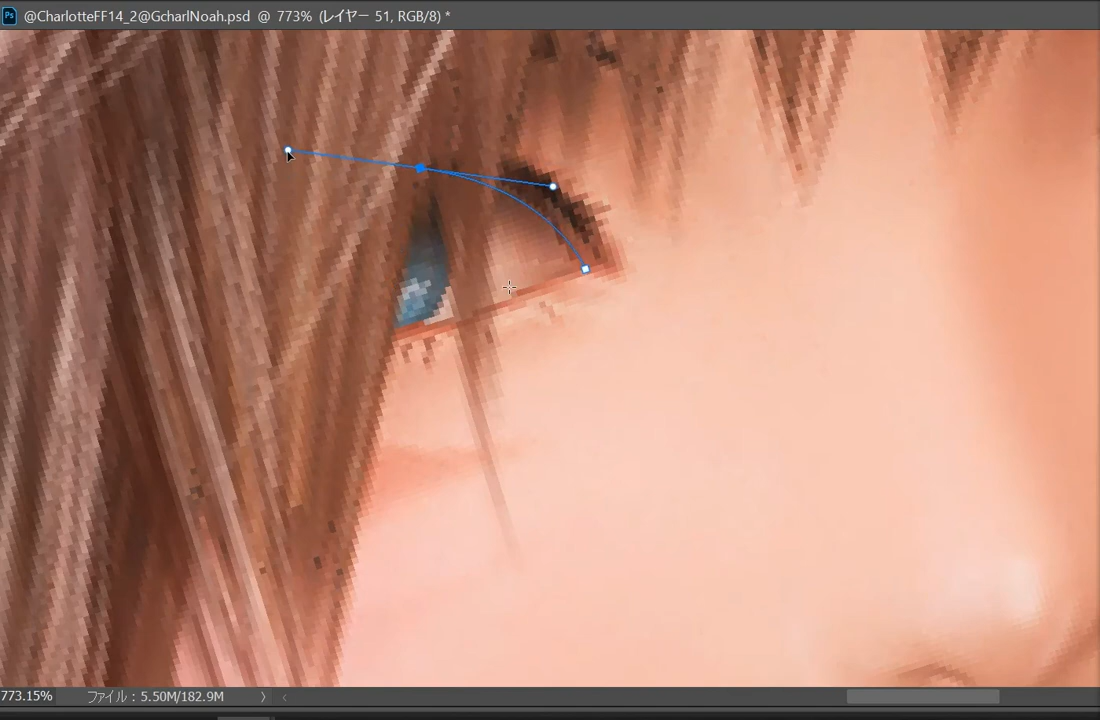 Ps @CharlotteFF14_2@GcharlNoah.psd @ 773% (レイヤー 51, RGB/8) *
773.15% ファイル : 5.50M/182.9M